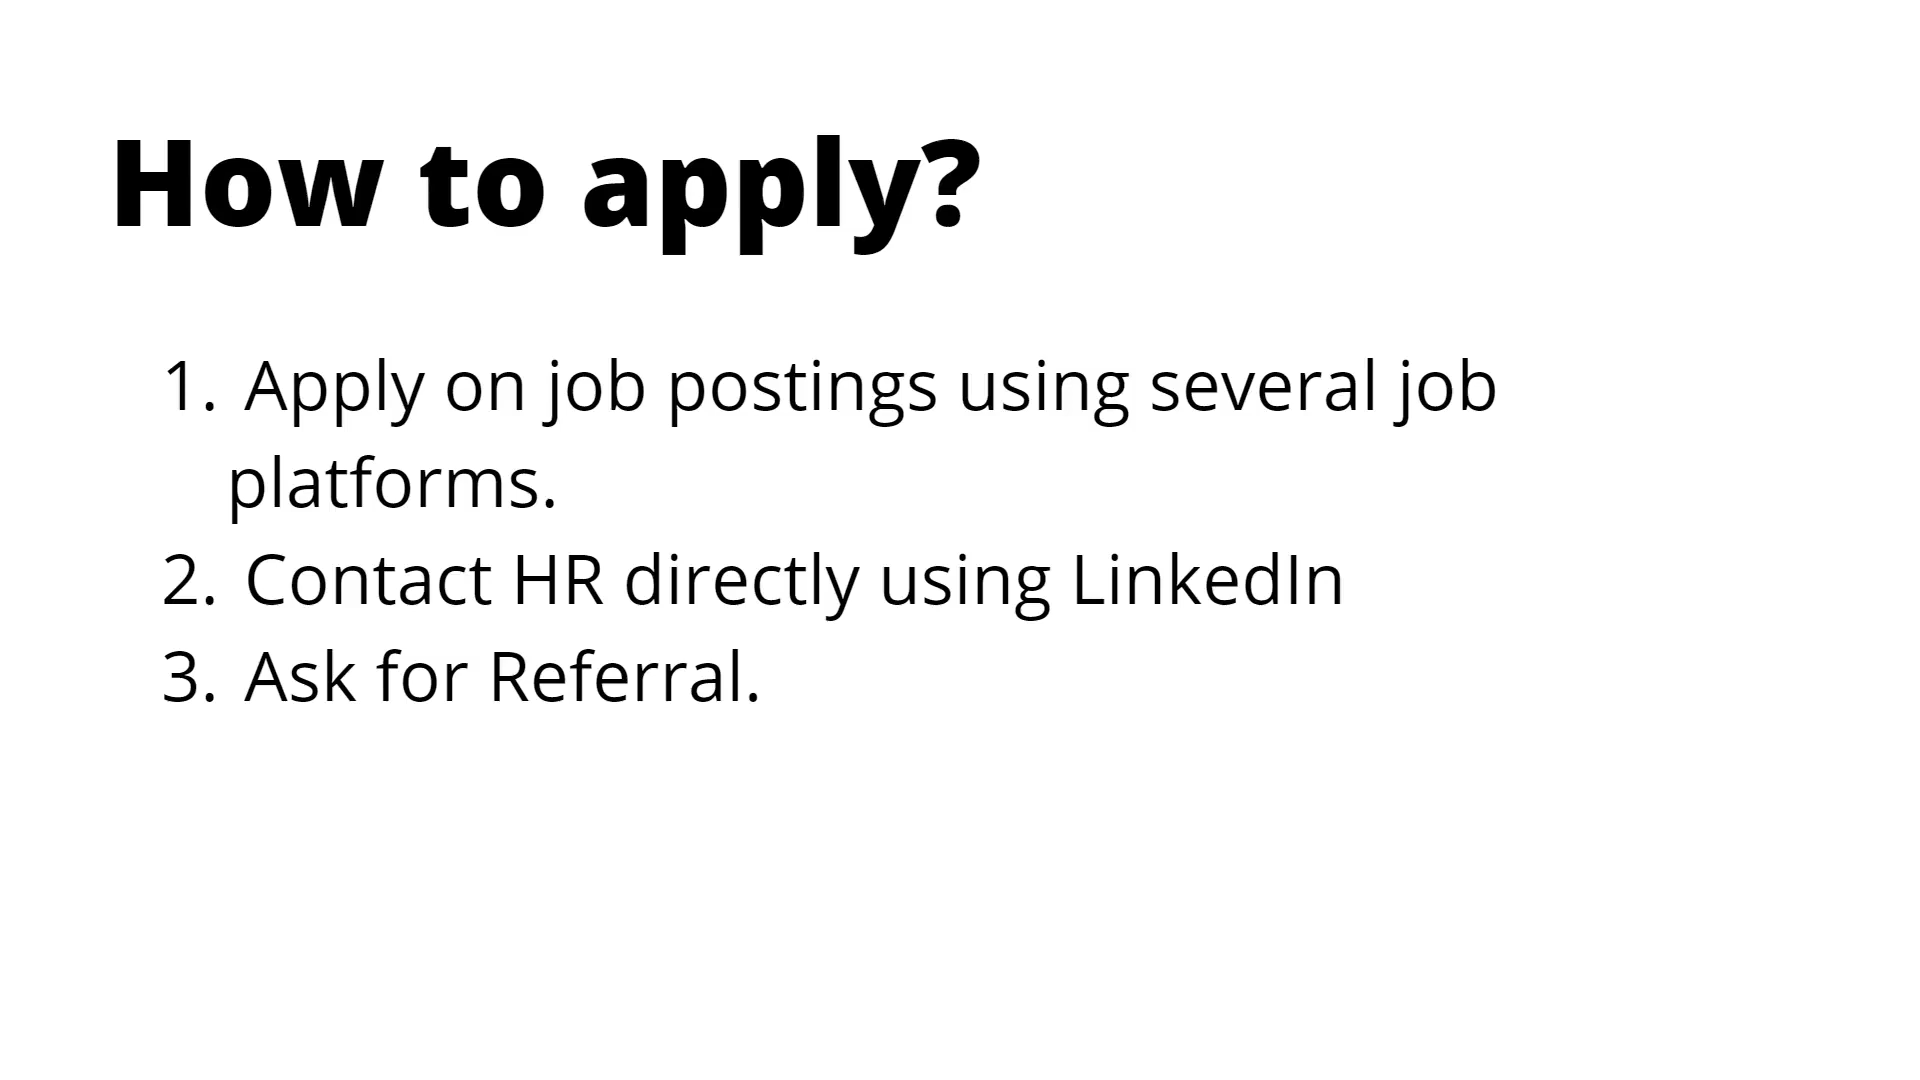 How to apply?
1. Apply on job postings using several job
platforms.
2. Contact HR directly using LinkedIn
3. Ask for Referral.